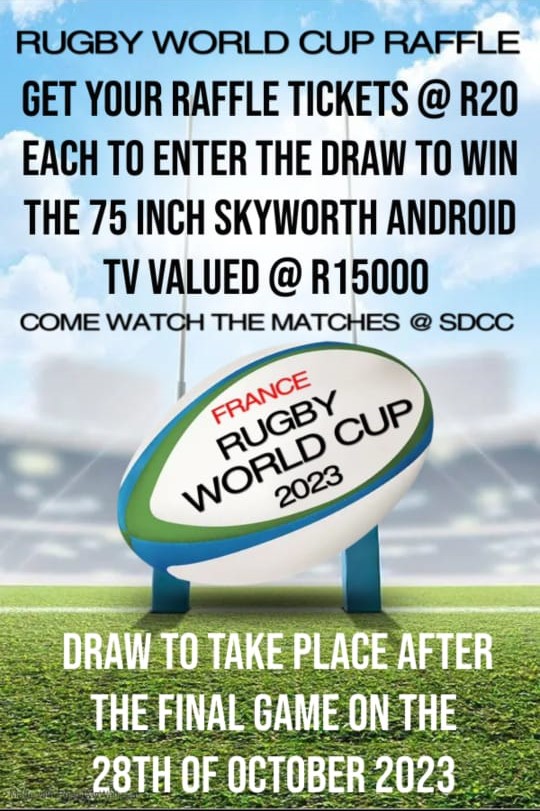 RUGBY WORLD CUP RAFFLE
GET YOUR RAFFLE TICKETS @ R20
EACH TO ENTER THE DRAW TO WIN
THE 75 INCH SKYWORTH ANDROID
TV VALUED @ R15000
COME WATCH THE MATCHES @ SDCC
FRANCE
RUGBY
WORLD CUP
2023
DRAW TO TAKE PLACE AFTER
THE FINAL GAME ON THE
28TH OF OCTOBER 2023